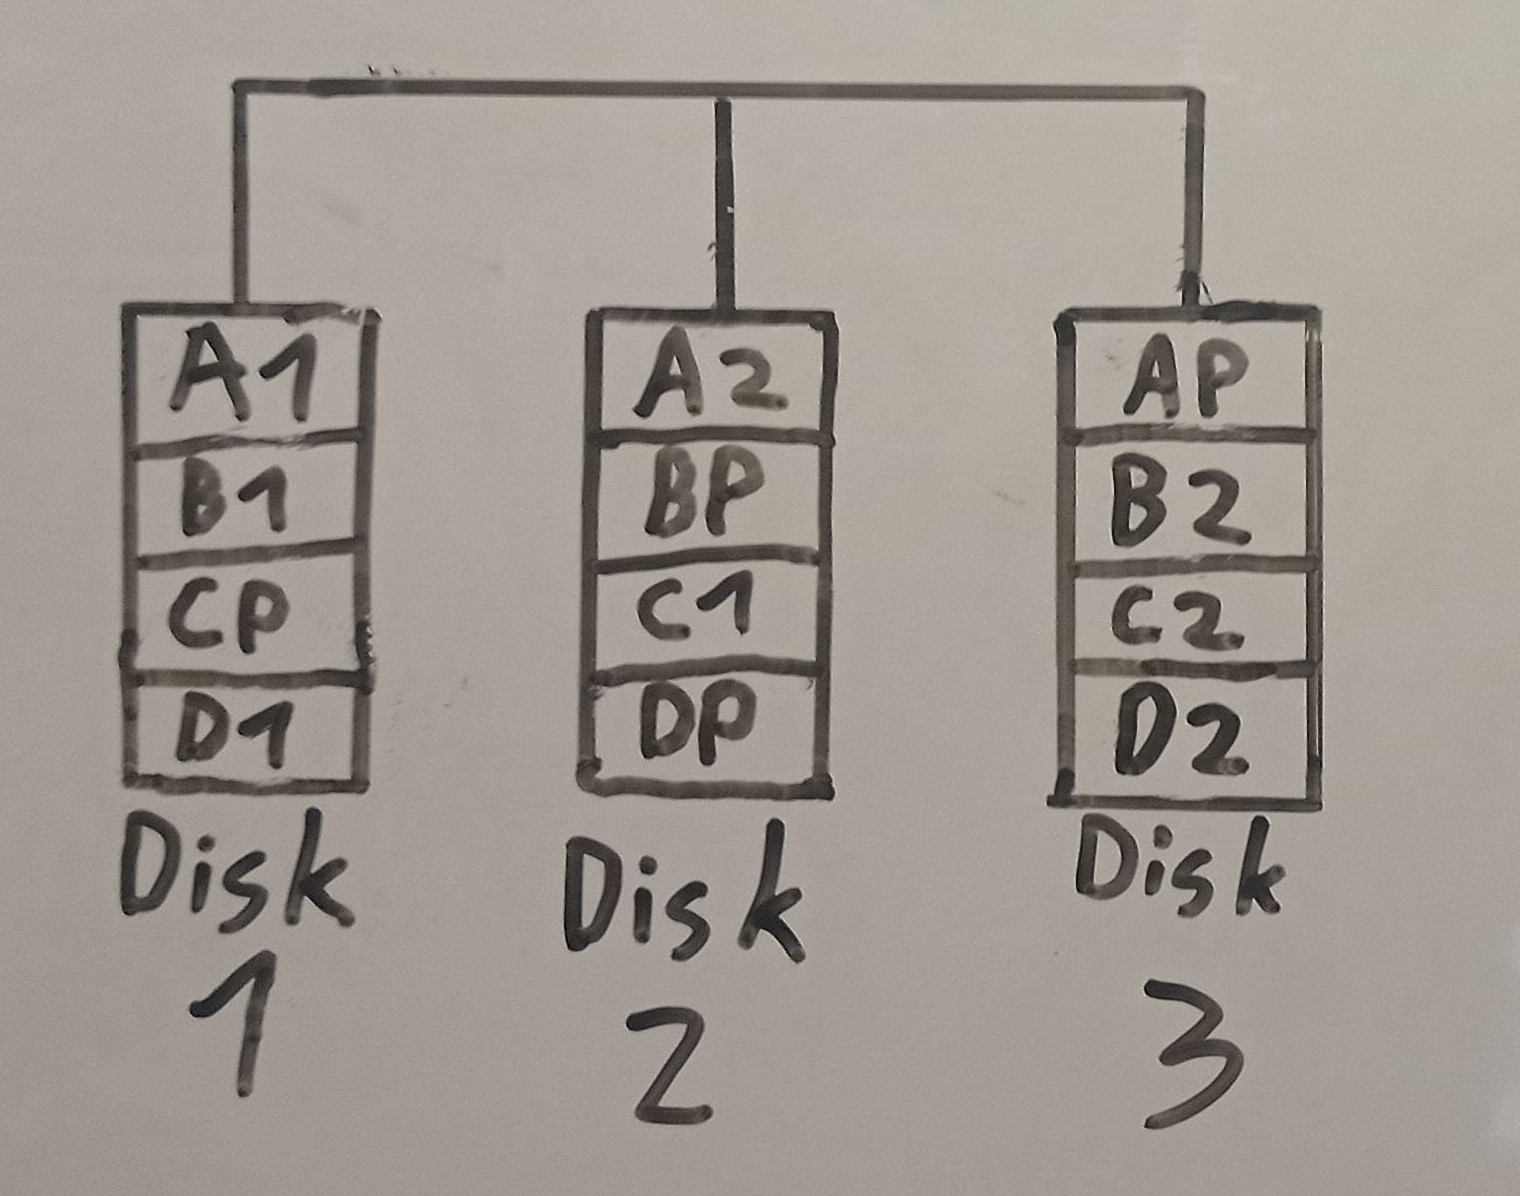 A1 A2 AP
B1 BP B2
CP C1 C2
D1 DP D2
Disk Disk Disk
1 2 3